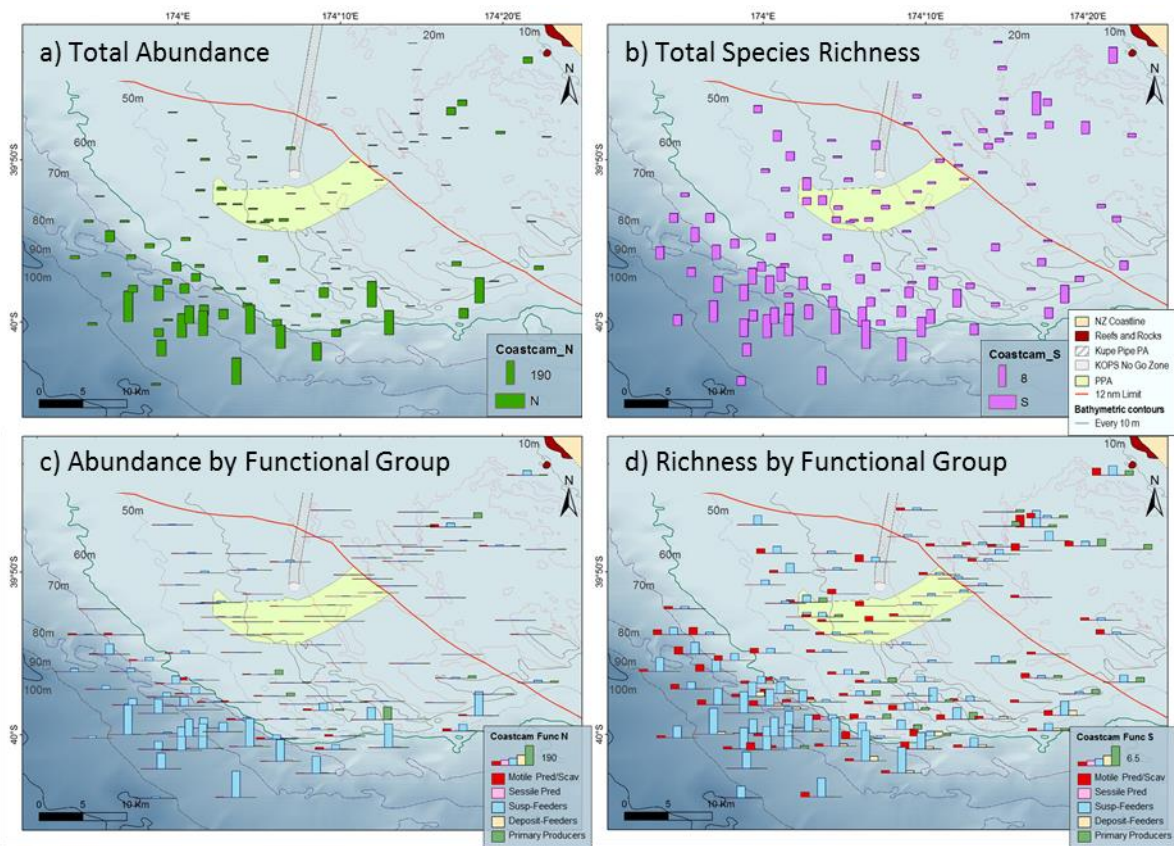 174°E
174°10'E
174°20'E
a) Total Abundance
20m
10m
N
50m
60m
70m
80m
90m
100m
39°50'S
40°S
Coastcam_N
190
N
0 5 10 Km
174°E
174°10'E
174°20'E
b) Total Species Richness
20m
10m
N
50m
60m
70m
80m
90m
100m
Coastcam_S
8
S
0 5 10 Km
NZ Coastline
Reefs and Rocks
Kupe Pipe PA
KOPS No Go Zone
PPA
12 nm Limit
Bathymetric contours
Every 10 m
c) Abundance by Functional Group
10m
N
50m
60m
70m
80m
90m
100m
39°50'S
40°S
Coastcam Func N
190
Motile Pred/Scav
Sessile Pred
Susp-Feeders
Deposit-Feeders
Primary Producers
0 5 10 Km
d) Richness by Functional Group
10m
N
50m
60m
70m
80m
90m
100m
Coastcam Func S
6.5
Motile Pred/Scav
Sessile Pred
Susp-Feeders
Deposit-Feeders
Primary Producers
0 5 10 Km